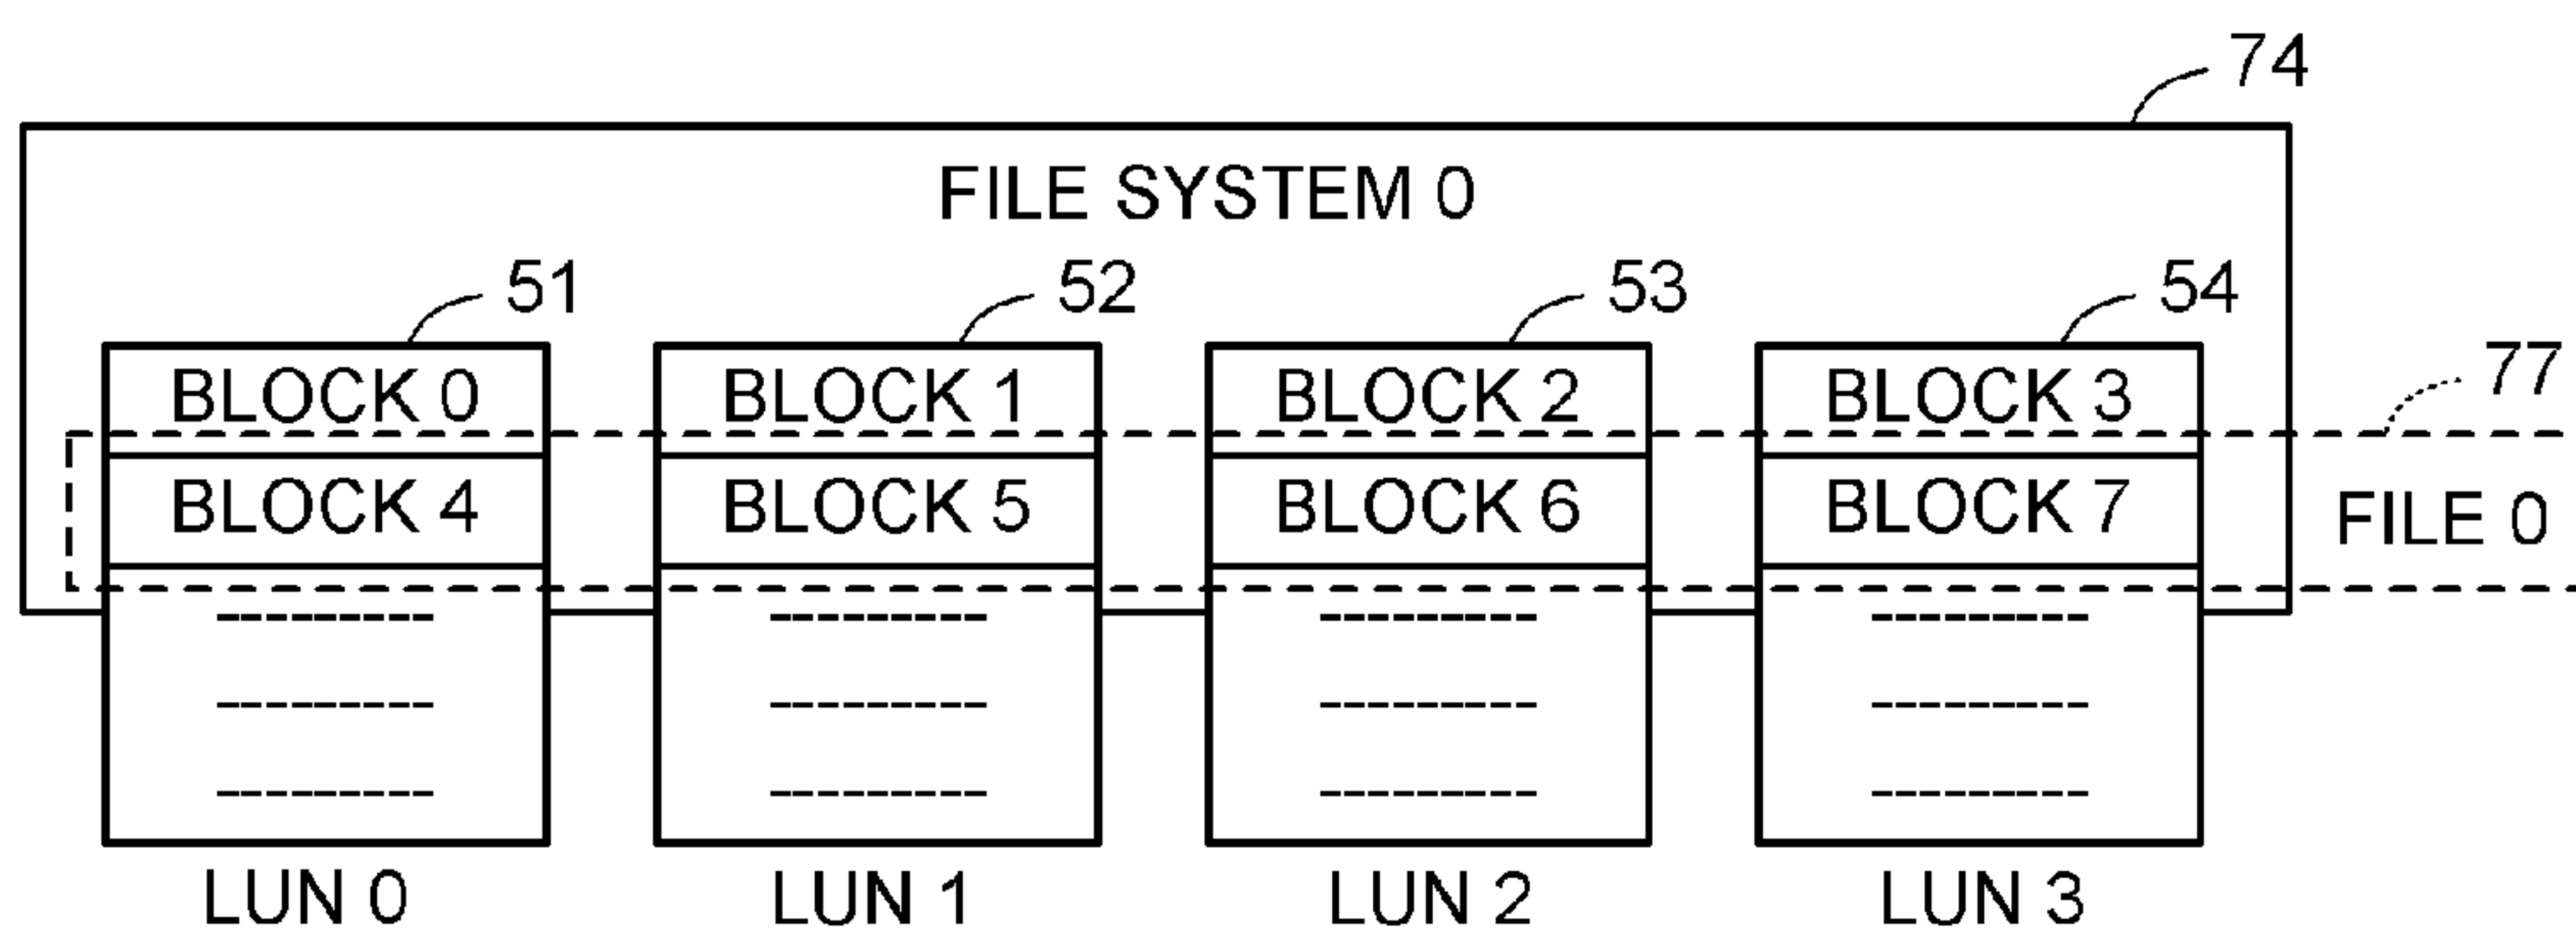 74
FILE SYSTEM 0
51 52 53 54
BLOCK 0 BLOCK 1 BLOCK 2 BLOCK 3 77
BLOCK 4 BLOCK 5 BLOCK 6 BLOCK 7 FILE 0
LUN 0 LUN 1 LUN 2 LUN 3